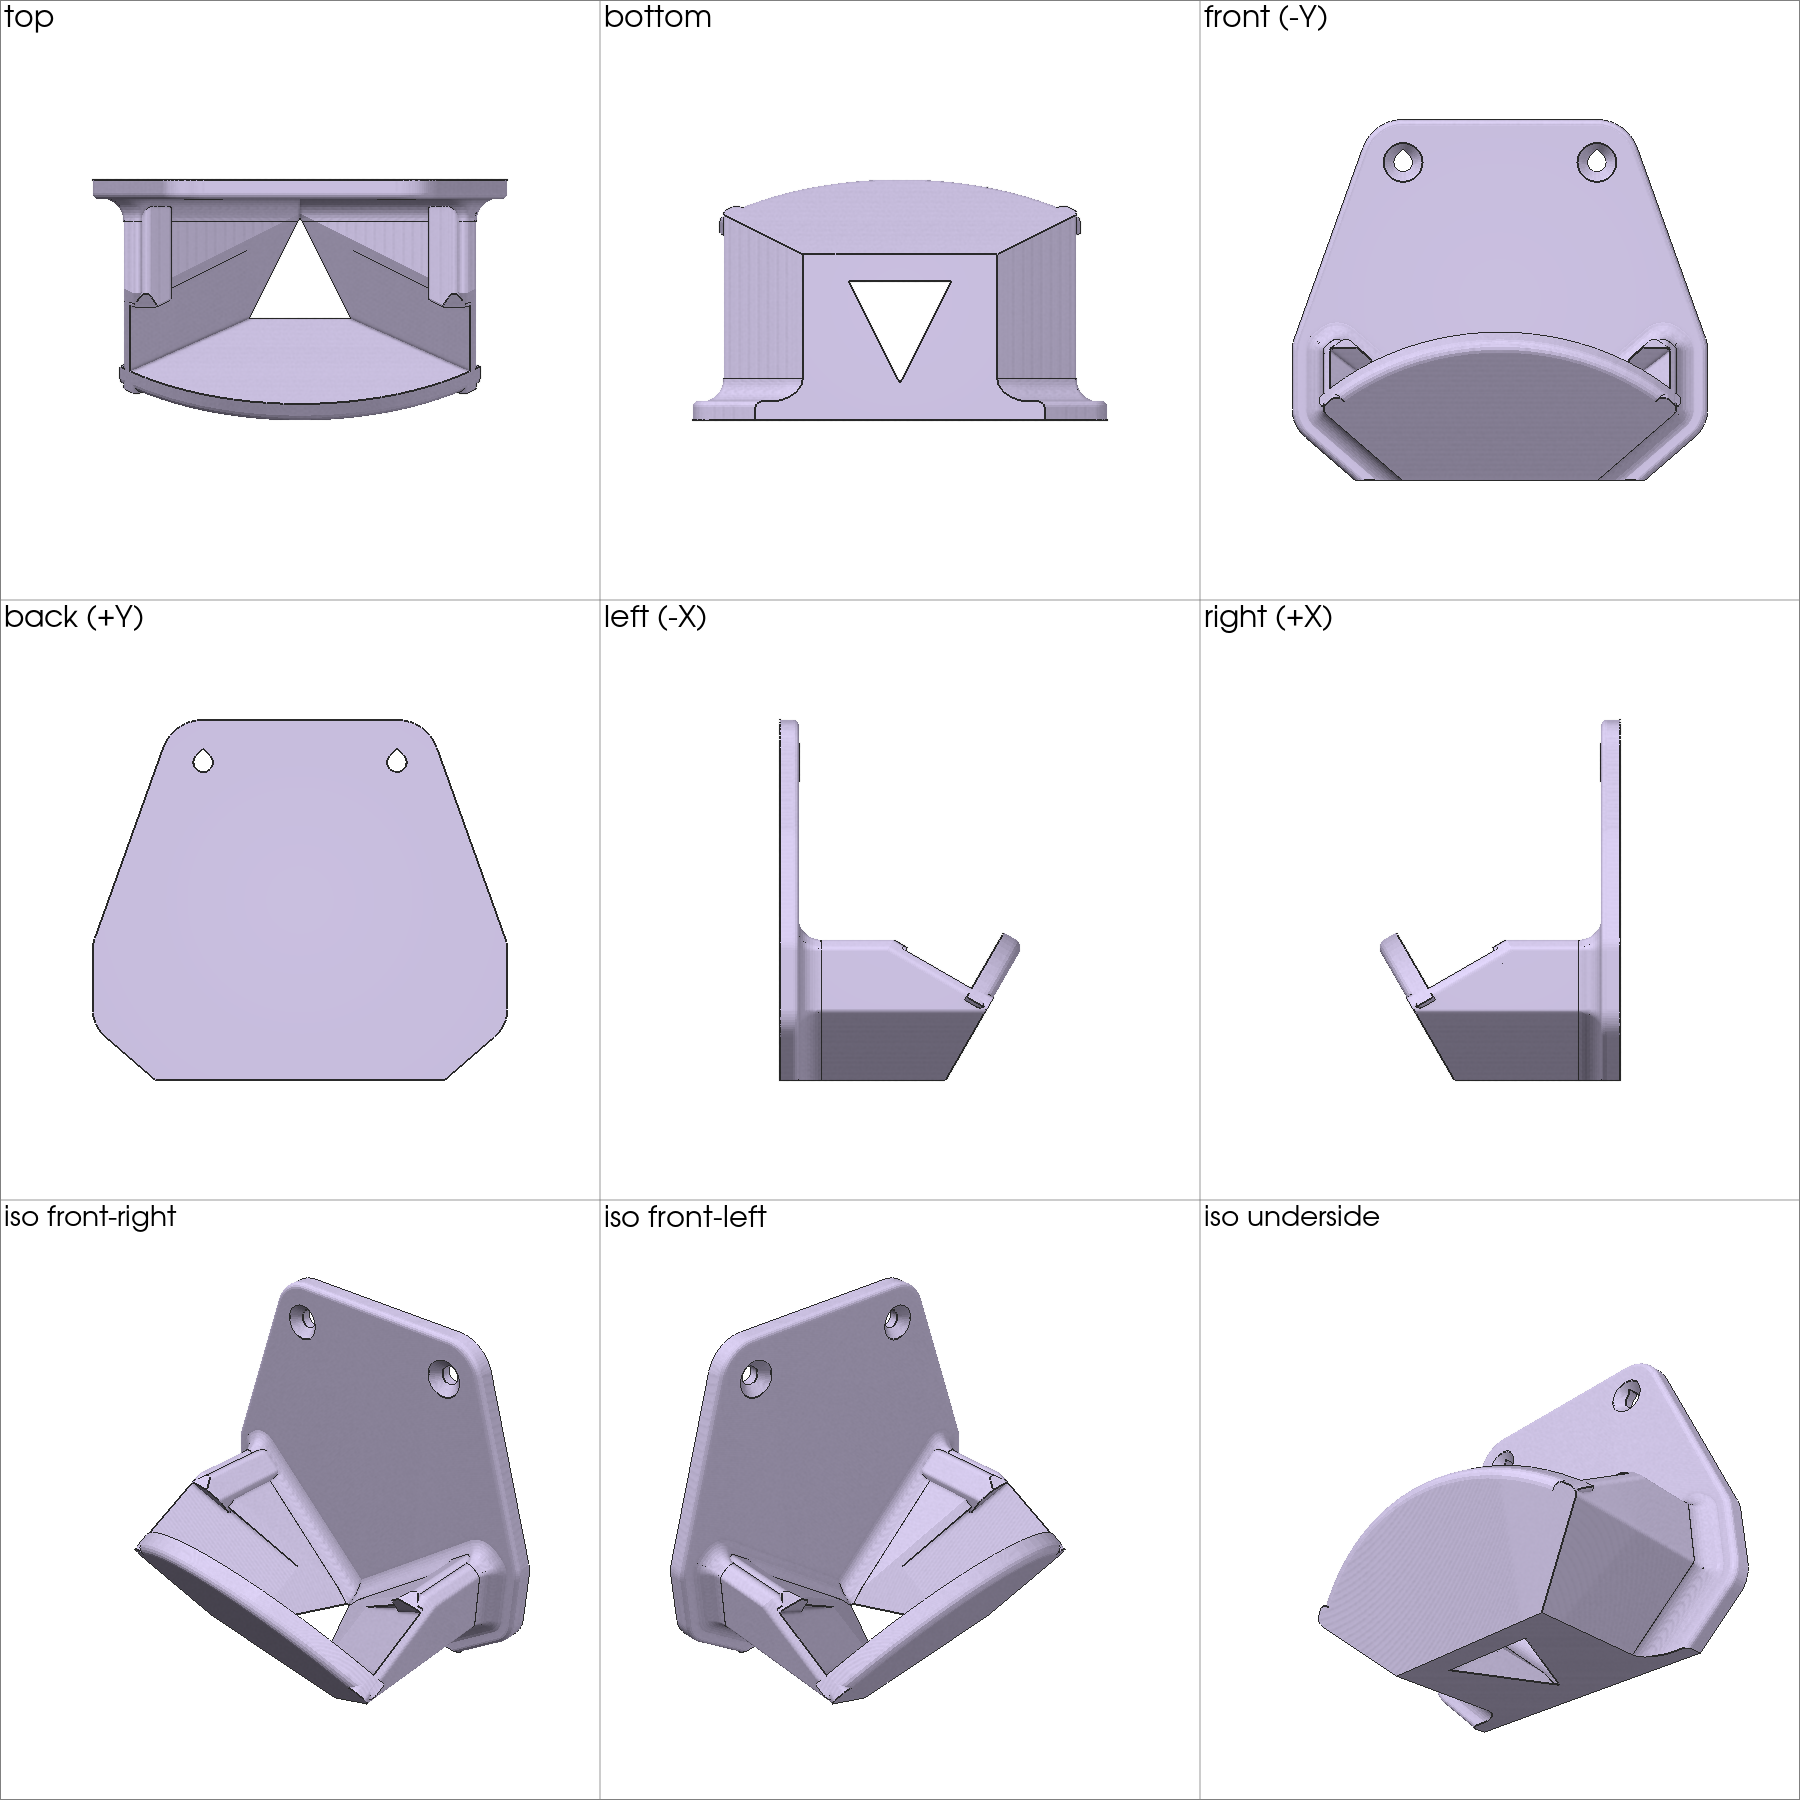 top
bottom
front (-Y)
back (+Y)
left (-X)
right (+X)
iso front-right
iso front-left
iso underside